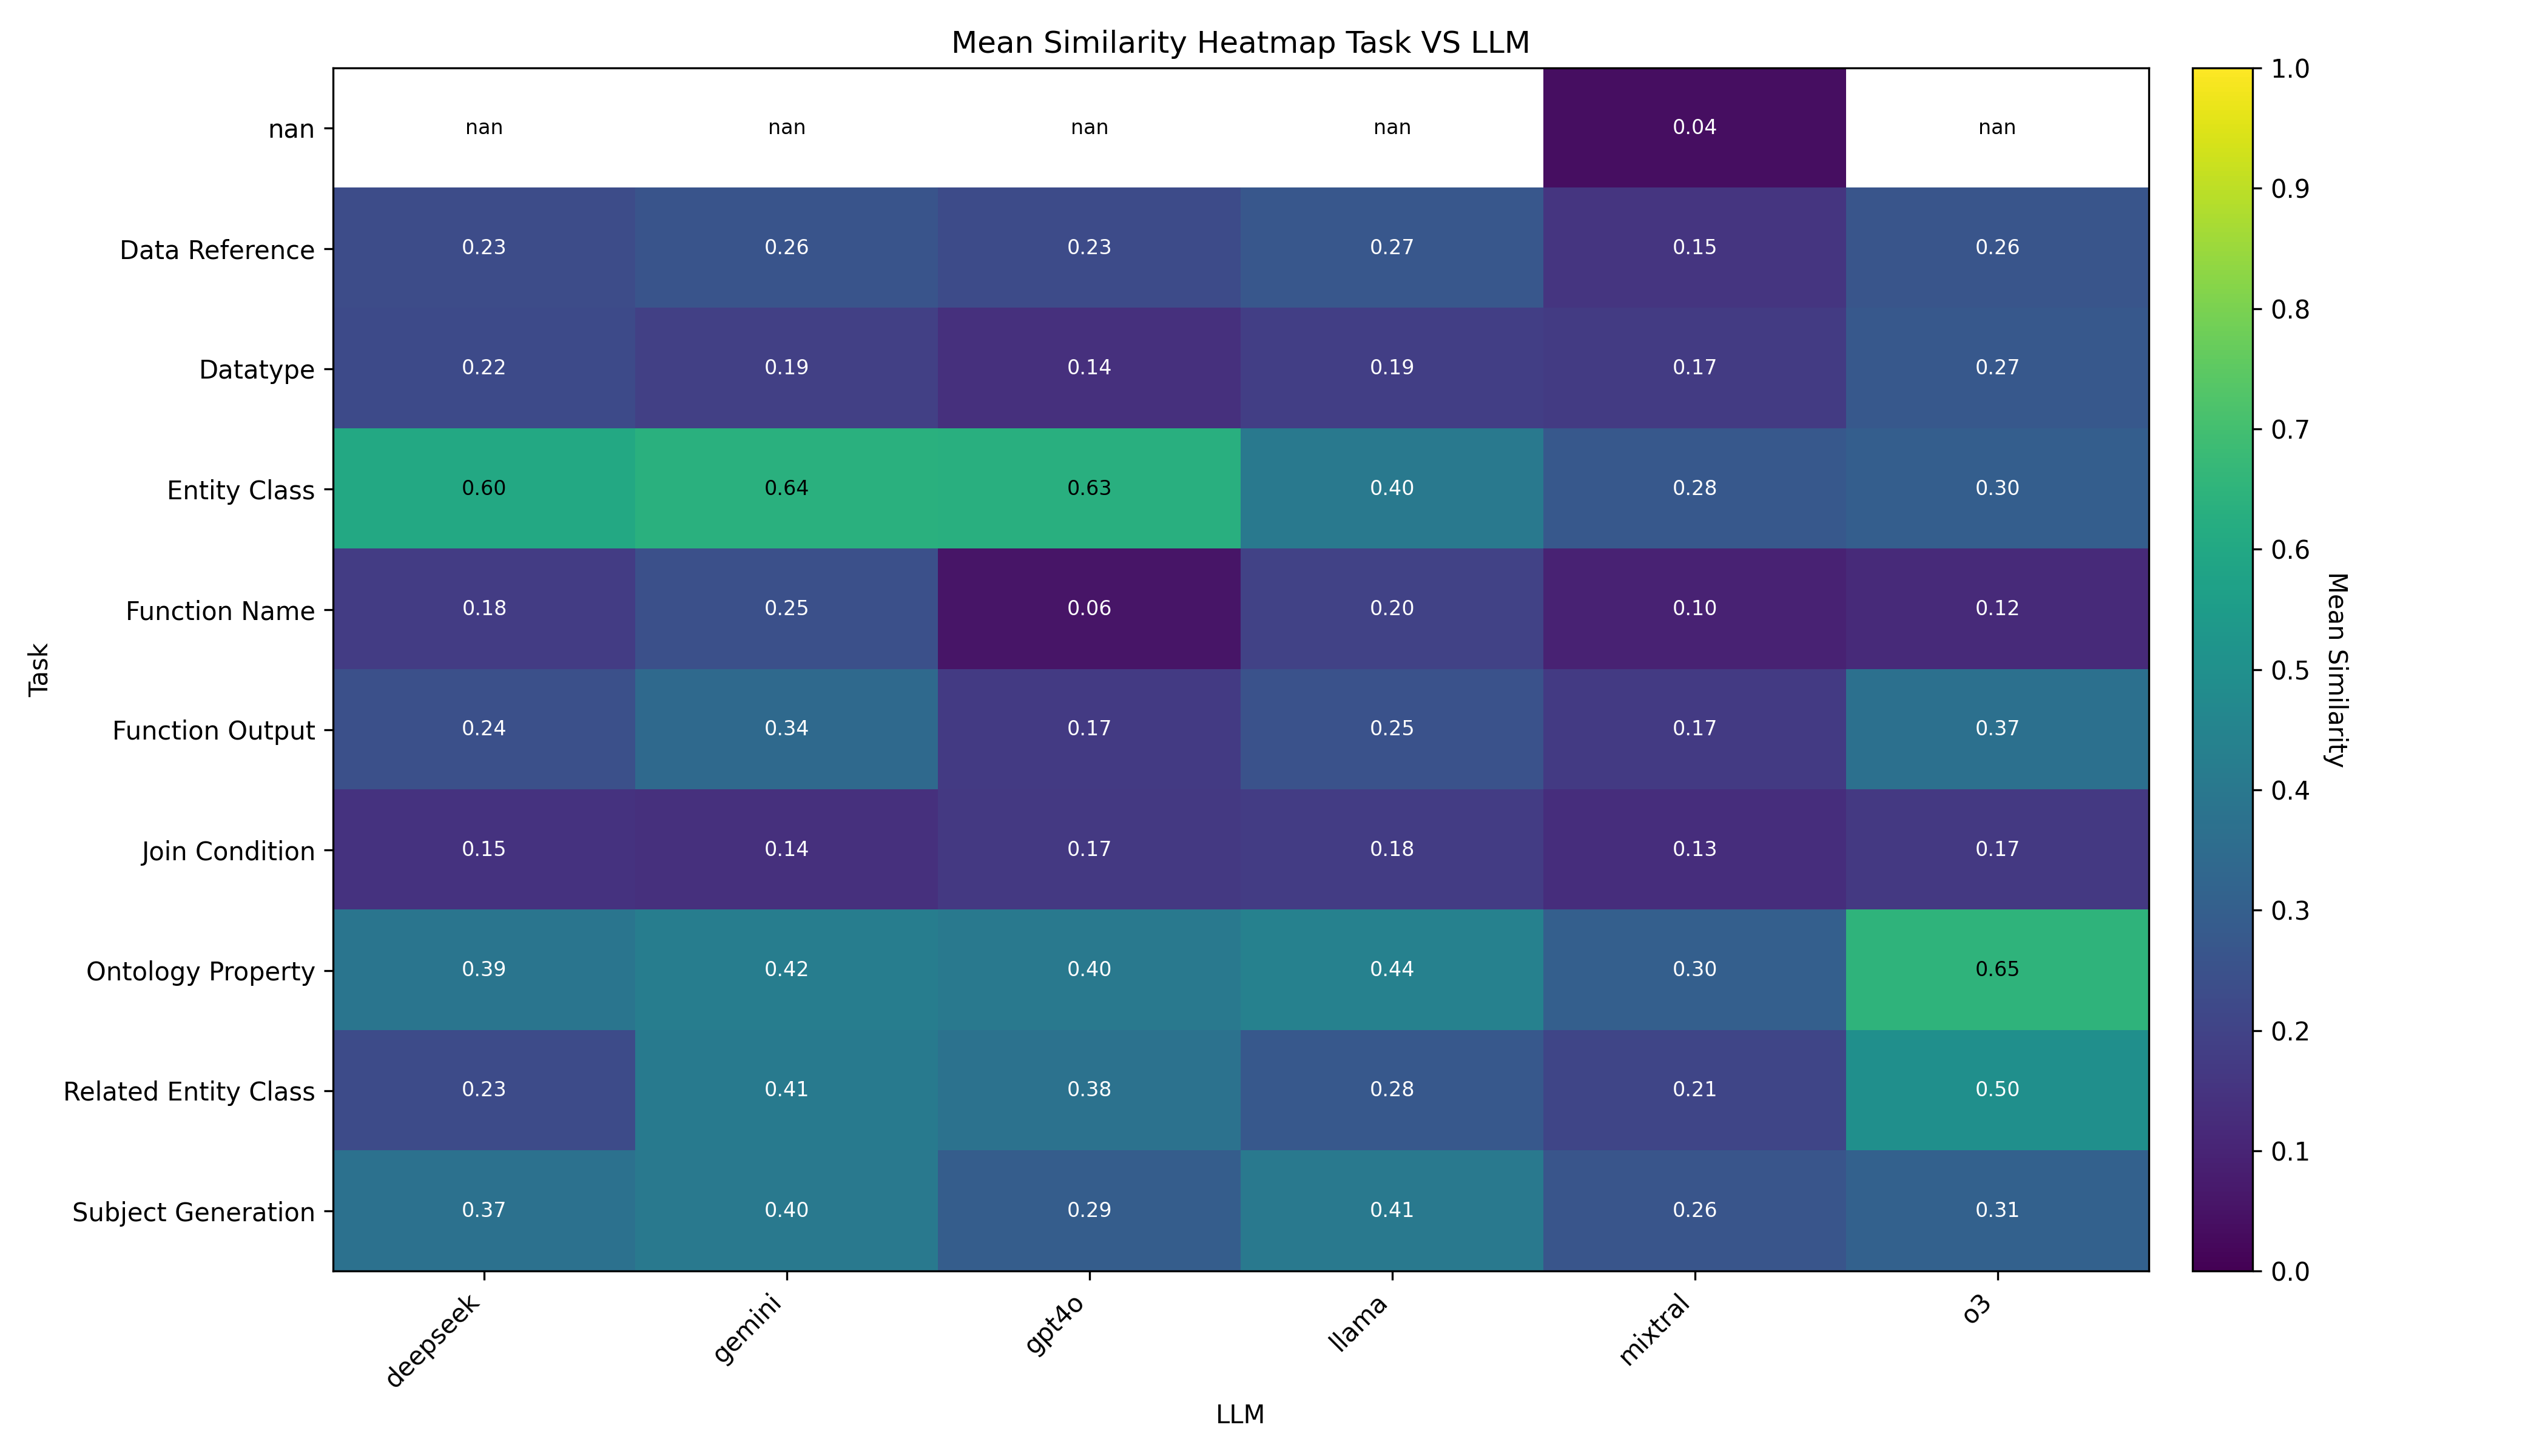 Mean Similarity Heatmap Task VS LLM
nan nan nan nan nan 0.04 nan
Data Reference 0.23 0.26 0.23 0.27 0.15 0.26
Datatype 0.22 0.19 0.14 0.19 0.17 0.27
Entity Class 0.60 0.64 0.63 0.40 0.28 0.30
Function Name 0.18 0.25 0.06 0.20 0.10 0.12
Function Output 0.24 0.34 0.17 0.25 0.17 0.37
Join Condition 0.15 0.14 0.17 0.18 0.13 0.17
Ontology Property 0.39 0.42 0.40 0.44 0.30 0.65
Related Entity Class 0.23 0.41 0.38 0.28 0.21 0.50
Subject Generation 0.37 0.40 0.29 0.41 0.26 0.31
deepseek gemini gpt4o llama mixtral o3
LLM
Task
1.0
0.9
0.8
0.7
0.6
0.5
0.4
0.3
0.2
0.1
0.0
Mean Similarity